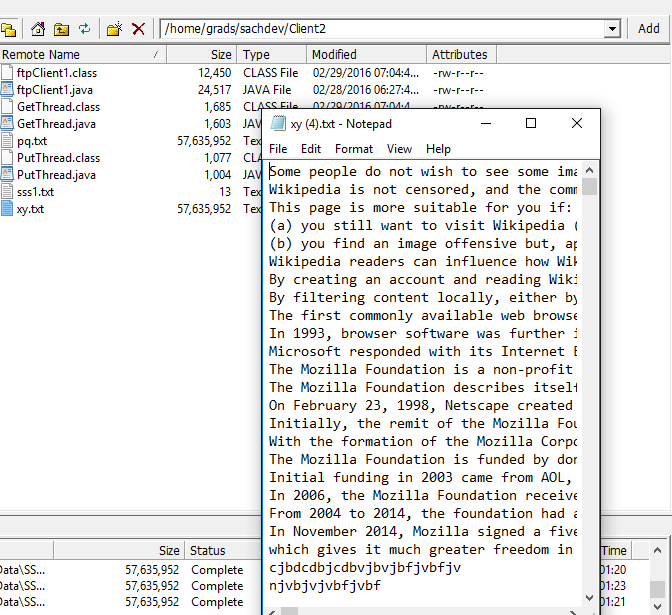 /home/grads/sachdev/Client2 Add
Remote Name / Size Type Modified Attributes
ftpClient1.class 12,450 CLASS File 02/29/2016 07:04:4... -rw-r--r--
ftpClient1.java 24,517 JAVA File 02/28/2016 06:27:4... -rw-r--r--
GetThread.class 1,685 CLASS File 02/29/2016 07:04:4... -rw-r--r--
GetThread.java 1,603 JAV
pq.txt 57,635,952 Tex
PutThread.class 1,077 CLA
PutThread.java 1,004 JAV
sss1.txt 13 Tex
xy.txt 57,635,952 Tex
xy (4).txt - Notepad
File Edit Format View Help
Some people do not wish to see some ima
Wikipedia is not censored, and the comm
This page is more suitable for you if:
(a) you still want to visit Wikipedia (
(b) you find an image offensive but, ap
Wikipedia readers can influence how Wik
By creating an account and reading Wiki
By filtering content locally, either by
The first commonly available web browse
In 1993, browser software was further i
Microsoft responded with its Internet E
The Mozilla Foundation is a non-profit
The Mozilla Foundation describes itself
On February 23, 1998, Netscape created
Initially, the remit of the Mozilla Fou
With the formation of the Mozilla Corpo
The Mozilla Foundation is funded by don
Initial funding in 2003 came from AOL,
In 2006, the Mozilla Foundation receive
From 2004 to 2014, the foundation had a
In November 2014, Mozilla signed a five
which gives it much greater freedom in
cjbdcdbjcdbvjbvjbfjvbfjv
njvbjvjvbfjvbf
Size Status Time
Data\SS... 57,635,952 Complete 01:20
Data\SS... 57,635,952 Complete 01:23
Data\SS... 57,635,952 Complete 01:21